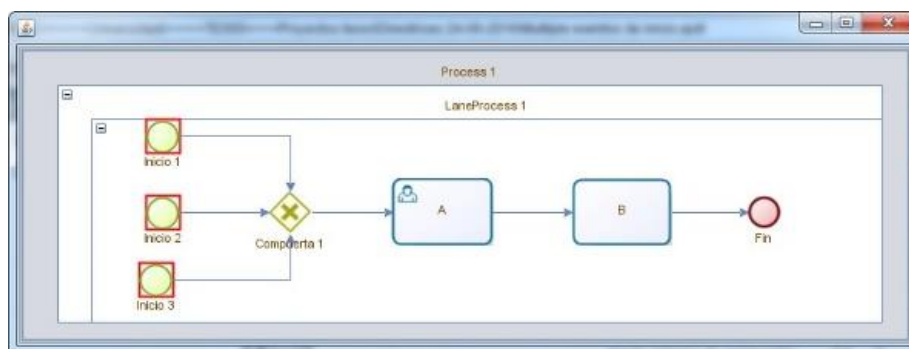 Process 1
LaneProcess 1
Inicio 1
Inicio 2
Inicio 3
Compuerta 1
A
B
Fin